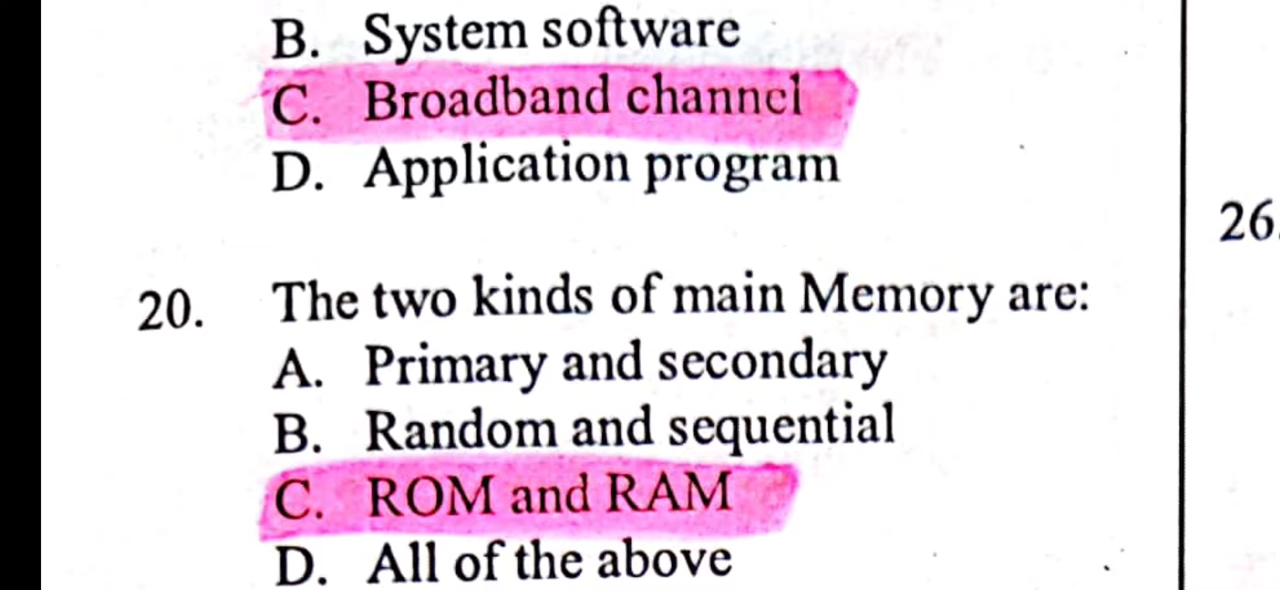 B. System software
C. Broadband channel
D. Application program
20. The two kinds of main Memory are:
A. Primary and secondary
B. Random and sequential
C. ROM and RAM
D. All of the above
26.